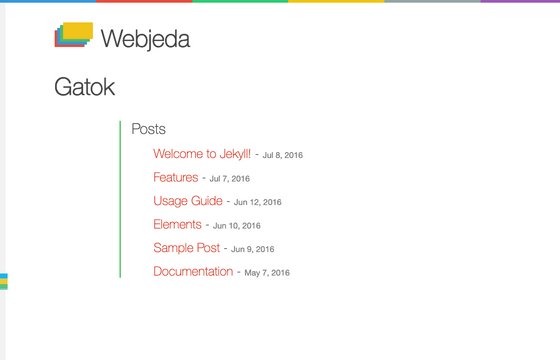 Webjeda
Gatok
Posts
Welcome to Jekyll! - Jul 8, 2016
Features - Jul 7, 2016
Usage Guide - Jun 12, 2016
Elements - Jun 10, 2016
Sample Post - Jun 9, 2016
Documentation - May 7, 2016